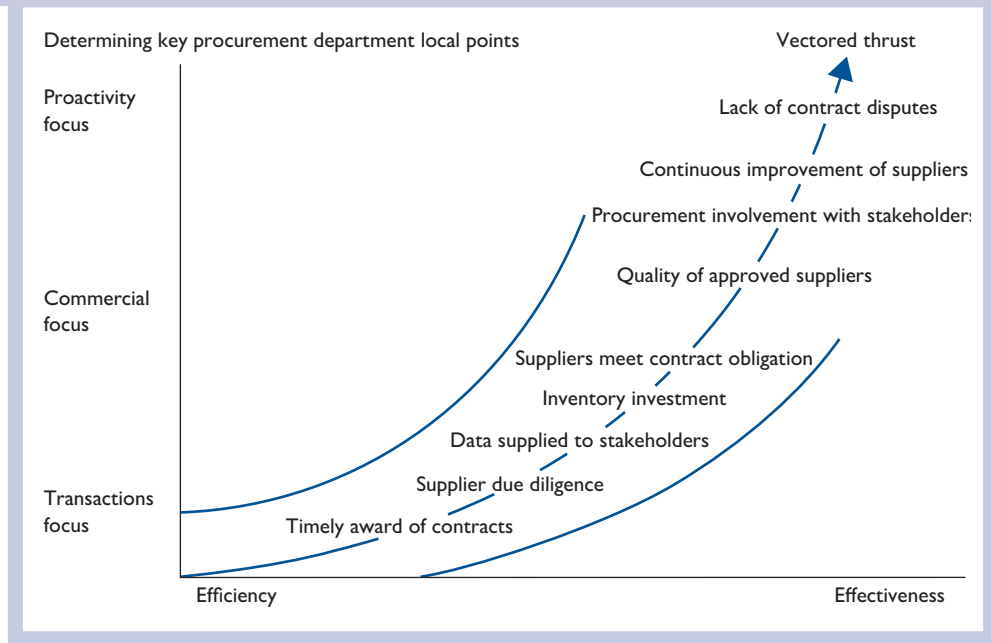 Determining key procurement department local points
Vectored thrust
Proactivity
focus
Lack of contract disputes
Continuous improvement of suppliers
Procurement involvement with stakeholders
Quality of approved suppliers
Commercial
focus
Suppliers meet contract obligation
Inventory investment
Data supplied to stakeholders
Supplier due diligence
Transactions
focus
Timely award of contracts
Efficiency
Effectiveness